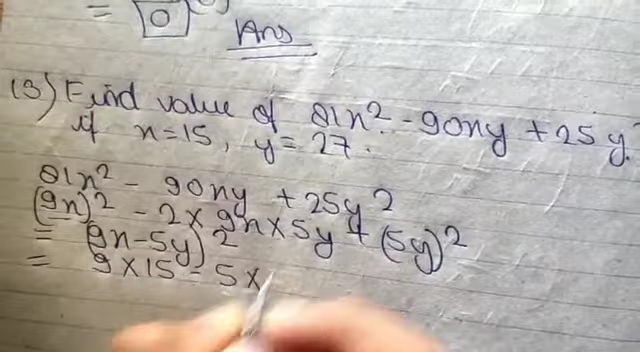 = 0
Ans
(3) Find value of 81x² - 90xy + 25y²
if x=15, y=27.
81x² - 90xy + 25y²
(9x)² - 2×9x×5y + (5y)²
= (9x-5y)²
= 9×15 - 5×